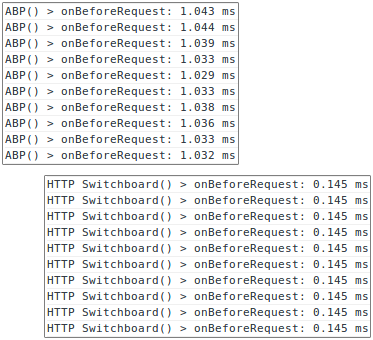 ABP() > onBeforeRequest: 1.043 ms
ABP() > onBeforeRequest: 1.044 ms
ABP() > onBeforeRequest: 1.039 ms
ABP() > onBeforeRequest: 1.033 ms
ABP() > onBeforeRequest: 1.029 ms
ABP() > onBeforeRequest: 1.033 ms
ABP() > onBeforeRequest: 1.038 ms
ABP() > onBeforeRequest: 1.036 ms
ABP() > onBeforeRequest: 1.033 ms
ABP() > onBeforeRequest: 1.032 ms
HTTP Switchboard() > onBeforeRequest: 0.145 ms
HTTP Switchboard() > onBeforeRequest: 0.145 ms
HTTP Switchboard() > onBeforeRequest: 0.145 ms
HTTP Switchboard() > onBeforeRequest: 0.145 ms
HTTP Switchboard() > onBeforeRequest: 0.145 ms
HTTP Switchboard() > onBeforeRequest: 0.145 ms
HTTP Switchboard() > onBeforeRequest: 0.145 ms
HTTP Switchboard() > onBeforeRequest: 0.145 ms
HTTP Switchboard() > onBeforeRequest: 0.145 ms
HTTP Switchboard() > onBeforeRequest: 0.145 ms